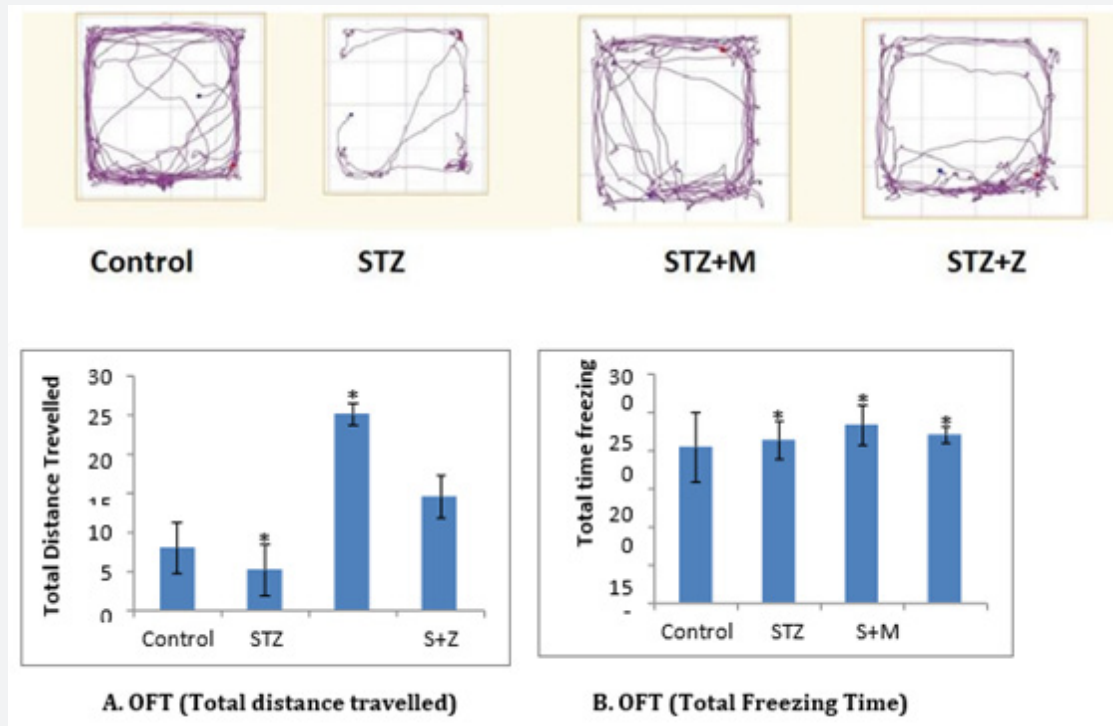 Control STZ STZ+M STZ+Z
Total Distance Trevelled
30
25
20
15
10
5
0
*
*
Control STZ S+Z
A. OFT (Total distance travelled)
Total time freezing
30
0
25
0
20
0
15
*
*
*
Control STZ S+M
B. OFT (Total Freezing Time)